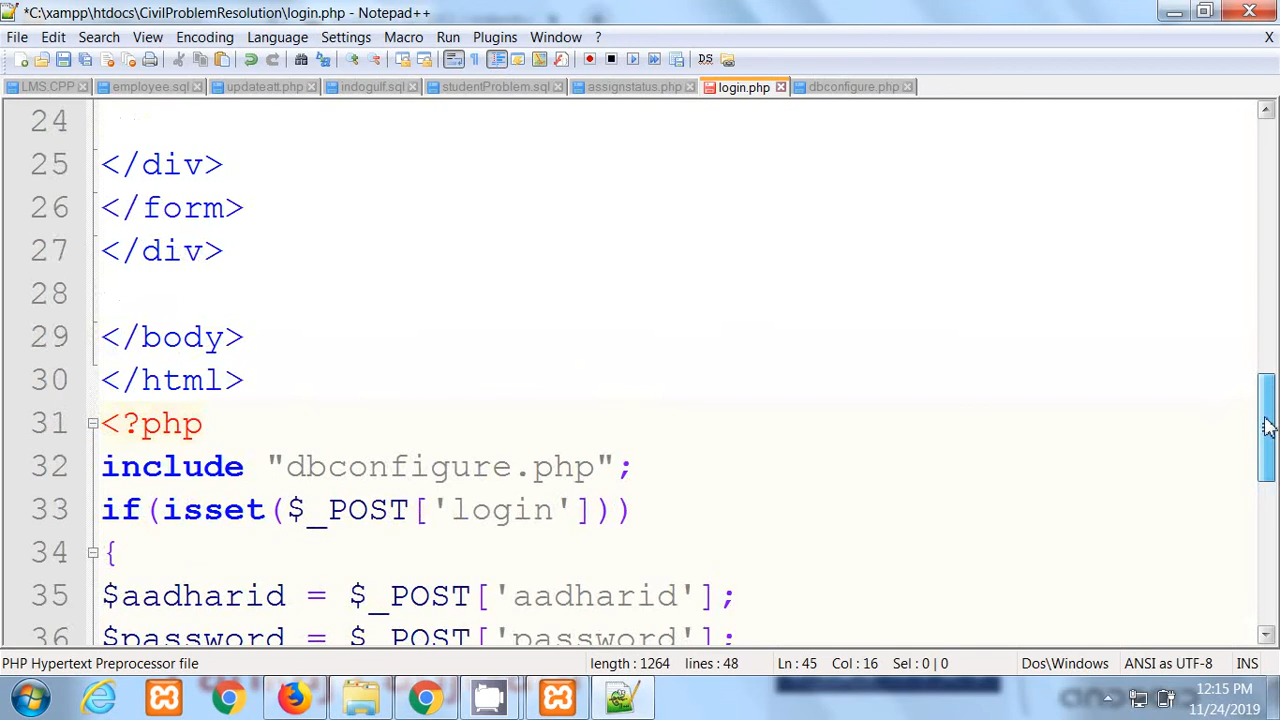 *C:\xampp\htdocs\CivilProblemResolution\login.php - Notepad++
File Edit Search View Encoding Language Settings Macro Run Plugins Window ? X
LMS.CPP employee.sql updateatt.php indogulf.sql studentProblem.sql assignstatus.php login.php dbconfigure.php
24
25 </div>
26 </form>
27 </div>
28
29 </body>
30 </html>
31 <?php
32 include "dbconfigure.php";
33 if(isset($_POST['login']))
34 {
35 $aadharid = $_POST['aadharid'];
36 $password = $_POST['password'];
PHP Hypertext Preprocessor file length : 1264 lines : 48 Ln : 45 Col : 16 Sel : 0 | 0 Dos\Windows ANSI as UTF-8 INS
12:15 PM
11/24/2019